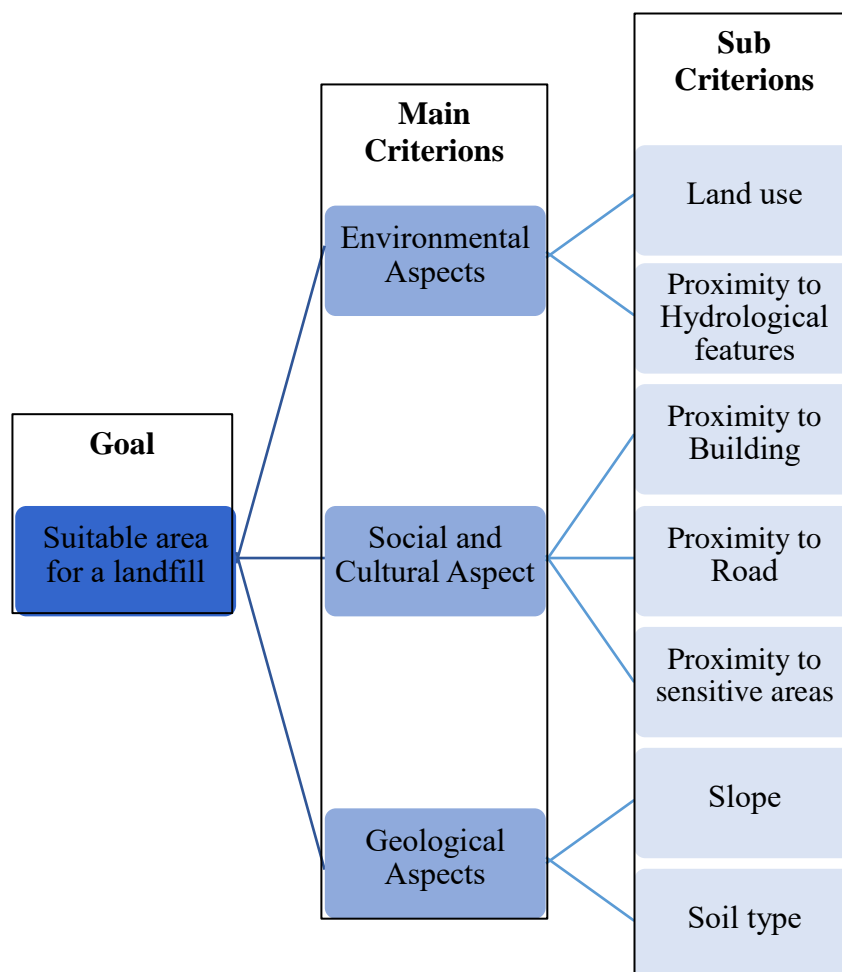 Goal
Suitable area
for a landfill
Main
Criterions
Environmental
Aspects
Social and
Cultural Aspect
Geological
Aspects
Sub
Criterions
Land use
Proximity to
Hydrological
features
Proximity to
Building
Proximity to
Road
Proximity to
sensitive areas
Slope
Soil type